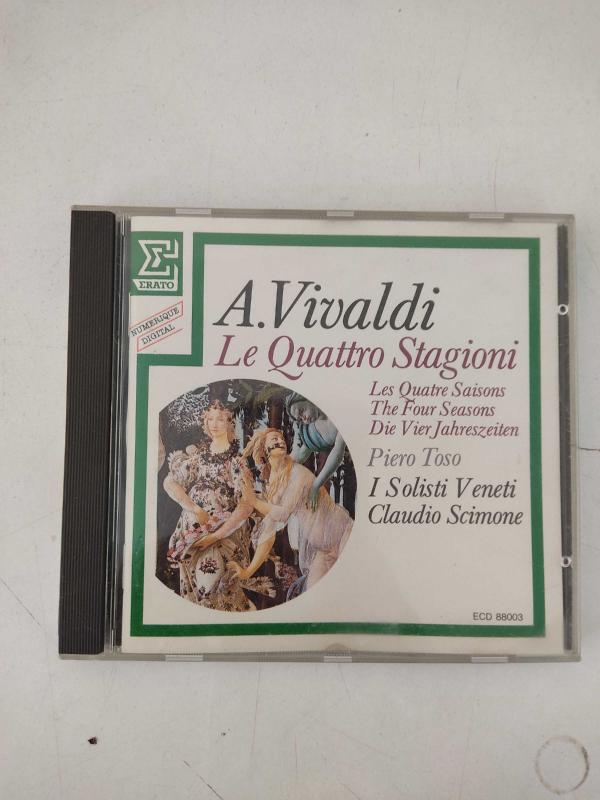 ΣRATO
NUMERIQUE
DIGITAL
A.Vivaldi
Le Quattro Stagioni
Les Quatre Saisons
The Four Seasons
Die Vier Jahreszeiten
Piero Toso
I Solisti Veneti
Claudio Scimone
ECD 88003